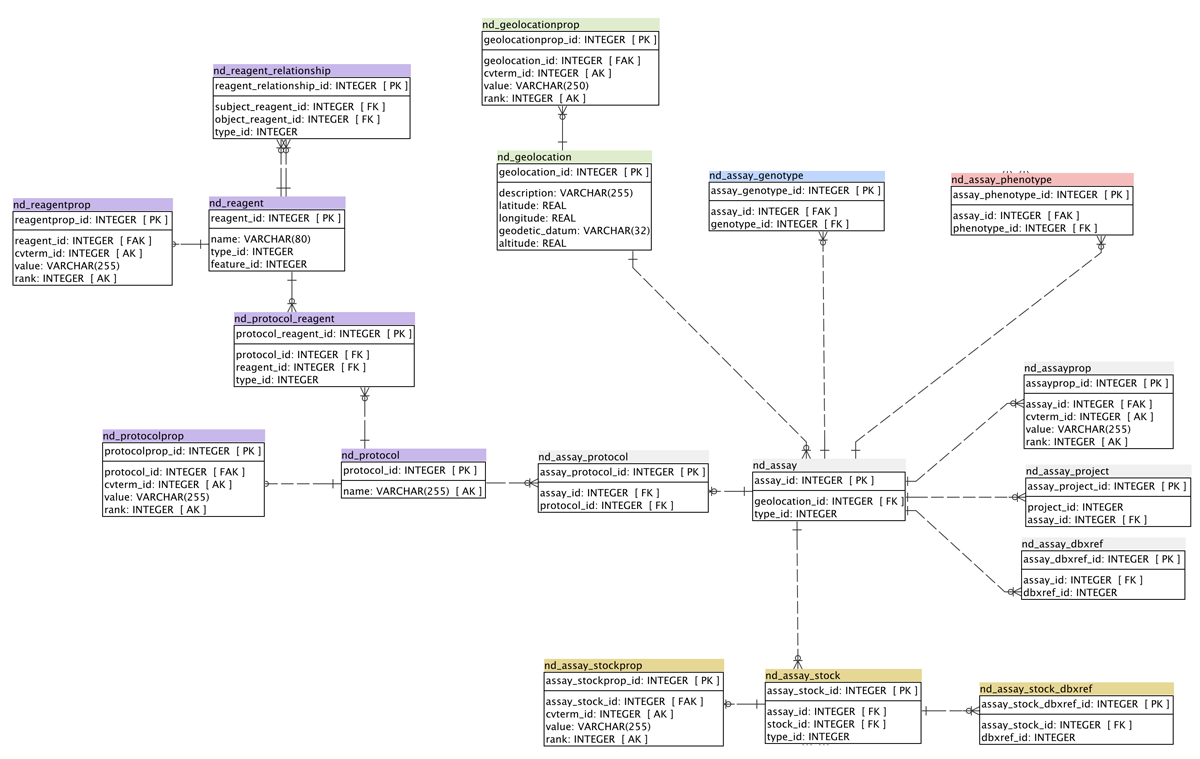 nd_geolocationprop
geolocationprop_id: INTEGER [ PK ]
geolocation_id: INTEGER [ FAK ]
cvterm_id: INTEGER [ AK ]
value: VARCHAR(250)
rank: INTEGER [ AK ]
nd_reagent_relationship
reagent_relationship_id: INTEGER [ PK ]
subject_reagent_id: INTEGER [ FK ]
object_reagent_id: INTEGER [ FK ]
type_id: INTEGER
nd_geolocation
geolocation_id: INTEGER [ PK ]
description: VARCHAR(255)
latitude: REAL
longitude: REAL
geodetic_datum: VARCHAR(32)
altitude: REAL
nd_assay_genotype
assay_genotype_id: INTEGER [ PK ]
assay_id: INTEGER [ FAK ]
genotype_id: INTEGER [ FK ]
nd_assay_phenotype
assay_phenotype_id: INTEGER [ PK ]
assay_id: INTEGER [ FAK ]
phenotype_id: INTEGER [ FK ]
nd_reagentprop
reagentprop_id: INTEGER [ PK ]
reagent_id: INTEGER [ FAK ]
cvterm_id: INTEGER [ AK ]
value: VARCHAR(255)
rank: INTEGER [ AK ]
nd_reagent
reagent_id: INTEGER [ PK ]
name: VARCHAR(80)
type_id: INTEGER
feature_id: INTEGER
nd_protocol_reagent
protocol_reagent_id: INTEGER [ PK ]
protocol_id: INTEGER [ FK ]
reagent_id: INTEGER [ FK ]
type_id: INTEGER
nd_assayprop
assayprop_id: INTEGER [ PK ]
assay_id: INTEGER [ FAK ]
cvterm_id: INTEGER [ AK ]
value: VARCHAR(255)
rank: INTEGER [ AK ]
nd_protocolprop
protocolprop_id: INTEGER [ PK ]
protocol_id: INTEGER [ FAK ]
cvterm_id: INTEGER [ AK ]
value: VARCHAR(255)
rank: INTEGER [ AK ]
nd_protocol
protocol_id: INTEGER [ PK ]
name: VARCHAR(255) [ AK ]
nd_assay_protocol
assay_protocol_id: INTEGER [ PK ]
assay_id: INTEGER [ FK ]
protocol_id: INTEGER [ FK ]
nd_assay
assay_id: INTEGER [ PK ]
geolocation_id: INTEGER [ FK ]
type_id: INTEGER
nd_assay_project
assay_project_id: INTEGER [ PK ]
project_id: INTEGER
assay_id: INTEGER [ FK ]
nd_assay_dbxref
assay_dbxref_id: INTEGER [ PK ]
assay_id: INTEGER [ FK ]
dbxref_id: INTEGER
nd_assay_stockprop
assay_stockprop_id: INTEGER [ PK ]
assay_stock_id: INTEGER [ FAK ]
cvterm_id: INTEGER [ AK ]
value: VARCHAR(255)
rank: INTEGER [ AK ]
nd_assay_stock
assay_stock_id: INTEGER [ PK ]
assay_id: INTEGER [ FK ]
stock_id: INTEGER [ FK ]
type_id: INTEGER
nd_assay_stock_dbxref
assay_stock_dbxref_id: INTEGER [ PK ]
assay_stock_id: INTEGER [ FK ]
dbxref_id: INTEGER